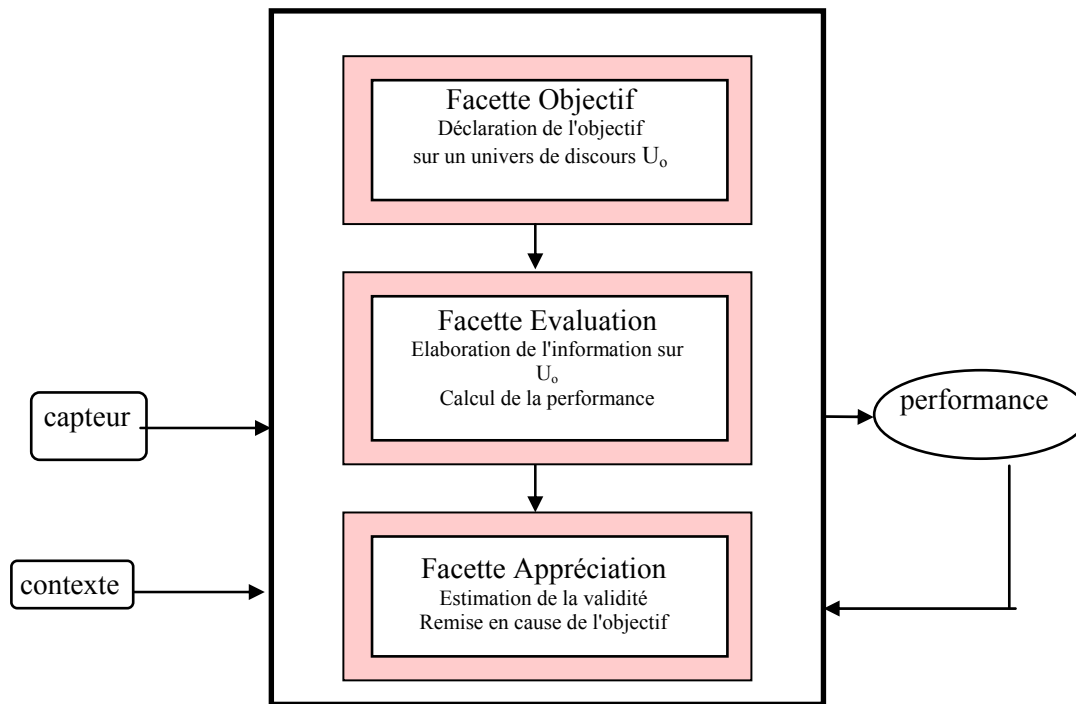 Facette Objectif
Déclaration de l'objectif
sur un univers de discours Uo
Facette Evaluation
Elaboration de l'information sur
Uo
Calcul de la performance
capteur
performance
Facette Appréciation
Estimation de la validité
Remise en cause de l'objectif
contexte